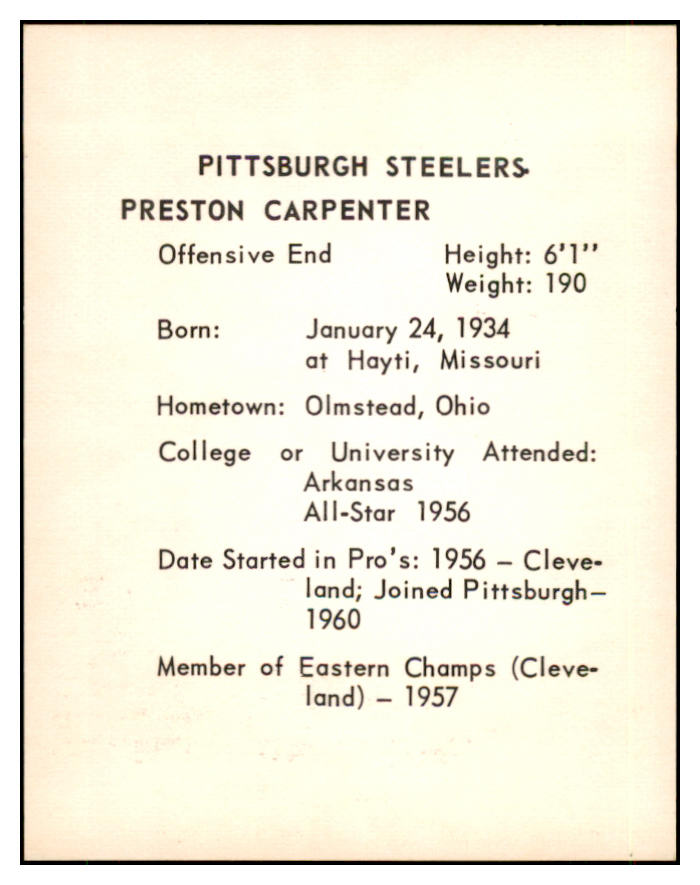 PITTSBURGH STEELERS
PRESTON CARPENTER
Offensive End Height: 6'1''
Weight: 190
Born: January 24, 1934
at Hayti, Missouri
Hometown: Olmstead, Ohio
College or University Attended:
Arkansas
All-Star 1956
Date Started in Pro's: 1956 – Cleve-
land; Joined Pittsburgh–
1960
Member of Eastern Champs (Cleve-
land) – 1957